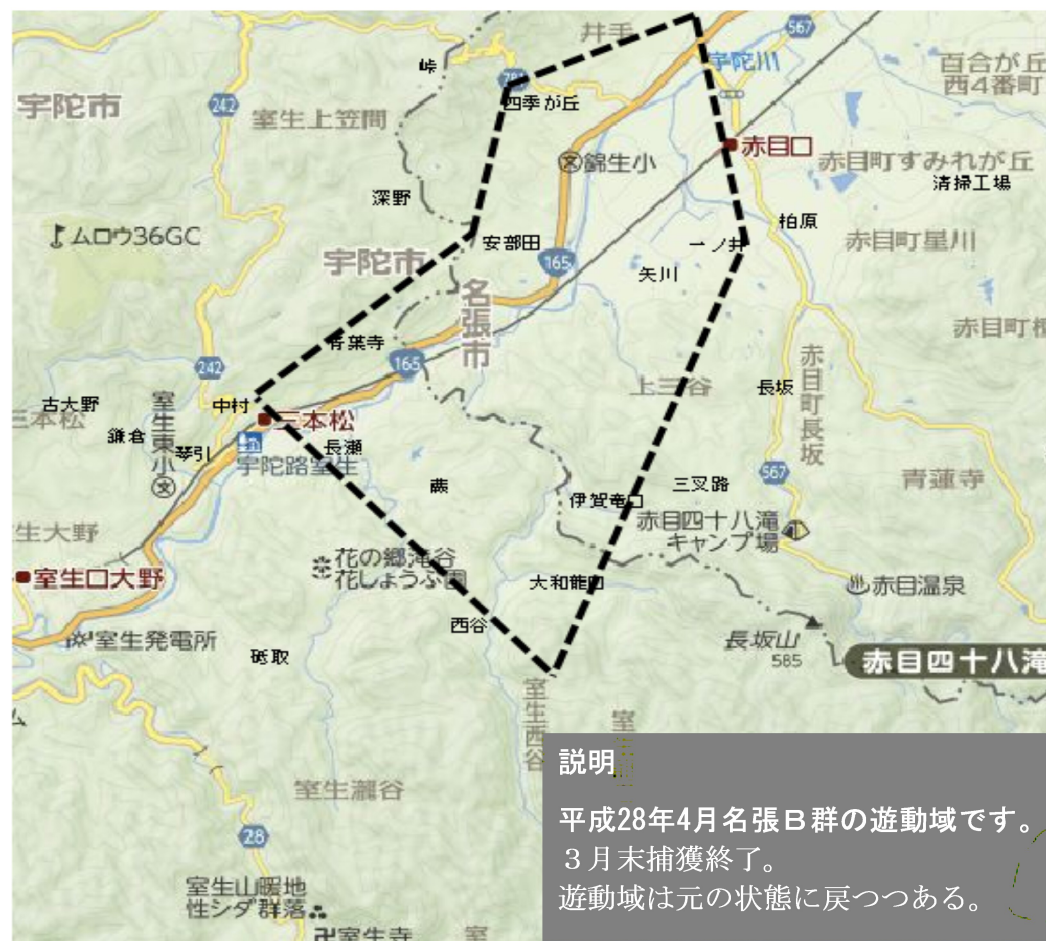 井手
567
宇陀川
百合が丘
西4番町
峠
781
四季が丘
宇陀市
242
室生上笠間
赤目口
錦生小
赤目町すみれが丘
清掃工場
深野
柏原
ムロウ36GC
安部田
一ノ井
赤目町星川
宇陀市
165
矢川
名張市
赤目町
青葉寺
165
242
上三谷
長坂
赤目町長坂
古大野
三本松
中村
三本松
室生東小
鎌倉
琴引
宇陀路室生
長瀬
蕨
伊賀竜口
三叉路
567
青蓮寺
赤目四十八滝
キャンプ場
生大野
室生口大野
花の郷滝谷
花しょうぶ園
大和龍口
赤目温泉
西谷
室生発電所
砥取
長坂山
585
赤目四十八滝
ム
室生西谷
室
説明
平成28年4月名張B群の遊動域です。
3月末捕獲終了。
遊動域は元の状態に戻つつある。
室生瀧谷
28
室生山暖地
性シダ群落
卍室生寺
室